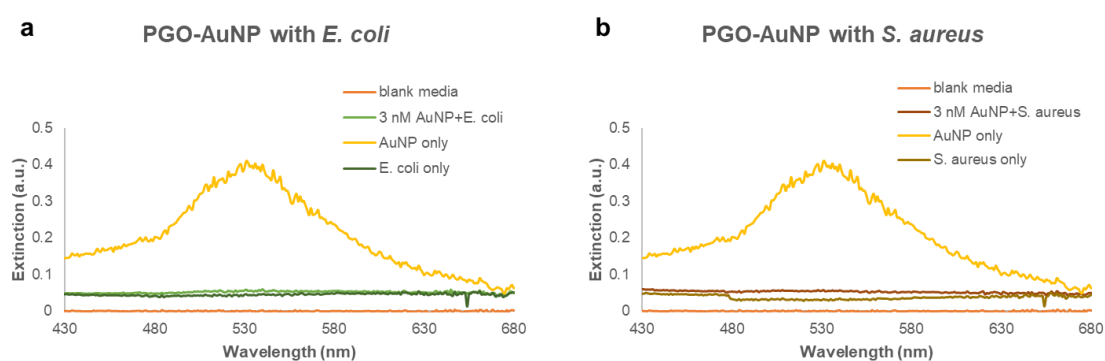 a
PGO-AuNP with E. coli
blank media
3 nM AuNP+E. coli
AuNP only
E. coli only
Extinction (a.u.)
0.5
0.4
0.3
0.2
0.1
0
430 480 530 580 630 680
Wavelength (nm)
b
PGO-AuNP with S. aureus
blank media
3 nM AuNP+S. aureus
AuNP only
S. aureus only
Extinction (a.u.)
0.5
0.4
0.3
0.2
0.1
0
430 480 530 580 630 680
Wavelength (nm)